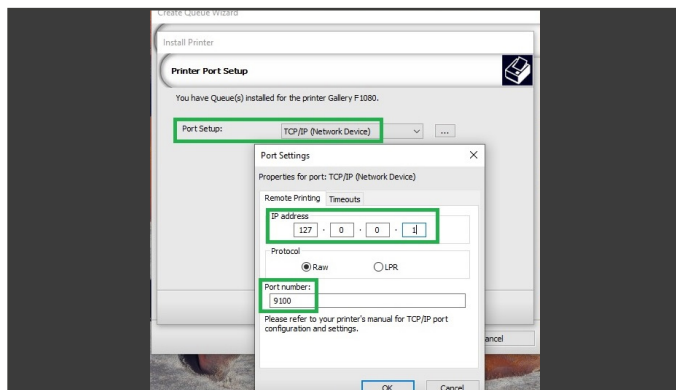 Create Queue Wizard
Install Printer
Printer Port Setup
You have Queue(s) installed for the printer Gallery F1080.
Port Setup: TCP/IP (Network Device) ...
Port Settings
Properties for port: TCP/IP (Network Device)
Remote Printing Timeouts
IP address
127 . 0 . 0 . 1
Protocol
Raw LPR
Port number:
9100
Please refer to your printer's manual for TCP/IP port
configuration and settings.
ancel
OK Cancel